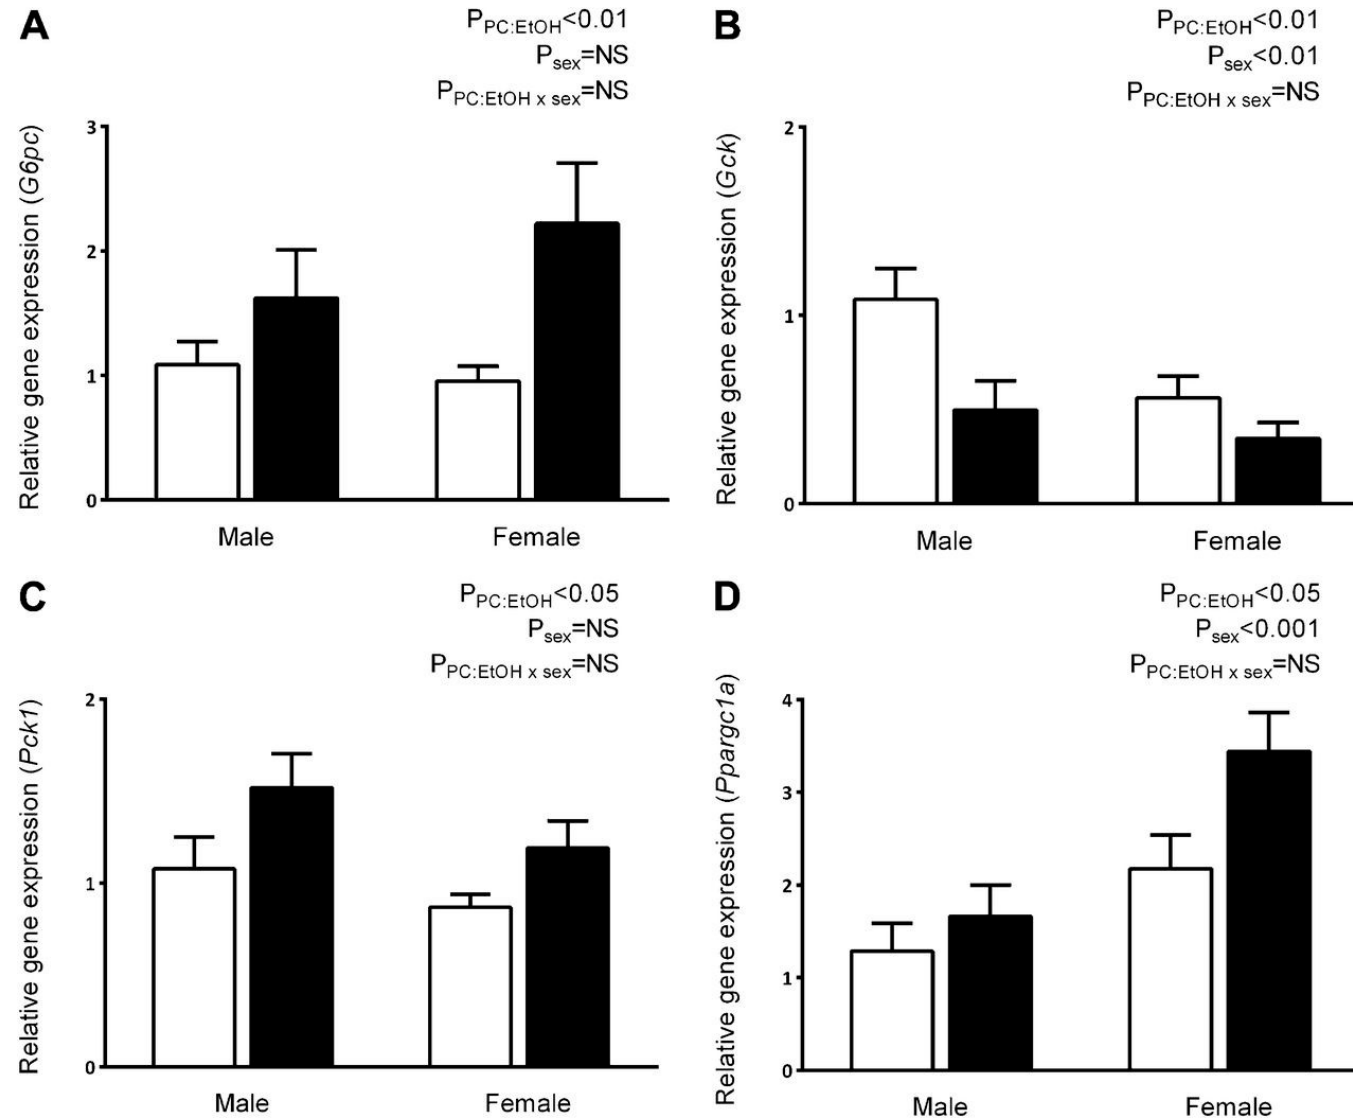 A
P_PC:EtOH<0.01
P_sex=NS
P_PC:EtOH x sex=NS
Relative gene expression (G6pc)
3
2
1
0
Male Female
B
P_PC:EtOH<0.01
P_sex<0.01
P_PC:EtOH x sex=NS
Relative gene expression (Gck)
2
1
0
Male Female
C
P_PC:EtOH<0.05
P_sex=NS
P_PC:EtOH x sex=NS
Relative gene expression (Pck1)
2
1
0
Male Female
D
P_PC:EtOH<0.05
P_sex<0.001
P_PC:EtOH x sex=NS
Relative gene expression (Ppargc1a)
4
3
2
1
0
Male Female